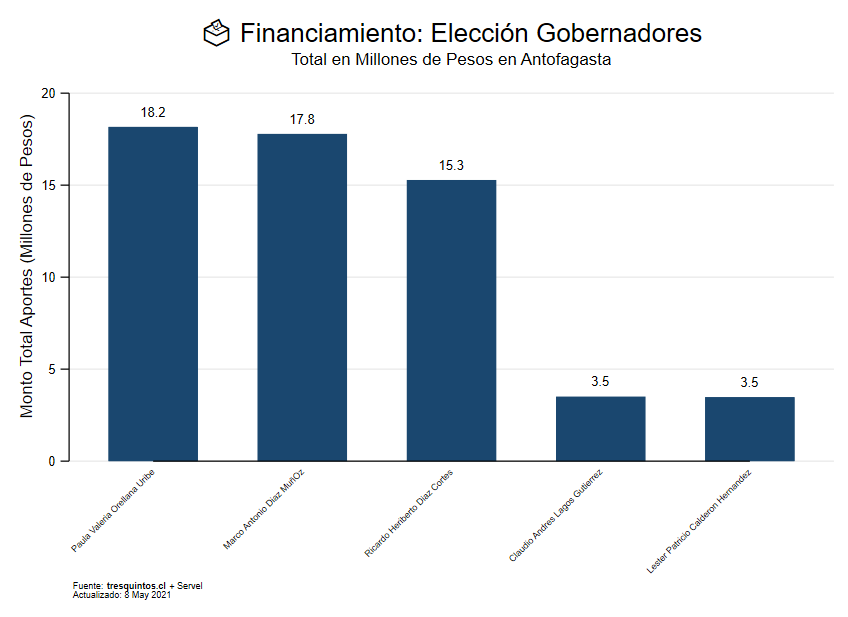 Financiamiento: Elección Gobernadores
Total en Millones de Pesos en Antofagasta
Monto Total Aportes (Millones de Pesos)
20
15
10
5
0
18.2
17.8
15.3
3.5
3.5
Paula Valeria Orellana Uribe
Marco Antonio Diaz MuñOz
Ricardo Heriberto Diaz Cortes
Claudio Andres Lagos Gutierrez
Lester Patricio Calderon Hernandez
Fuente: tresquintos.cl + Servel
Actualizado: 8 May 2021